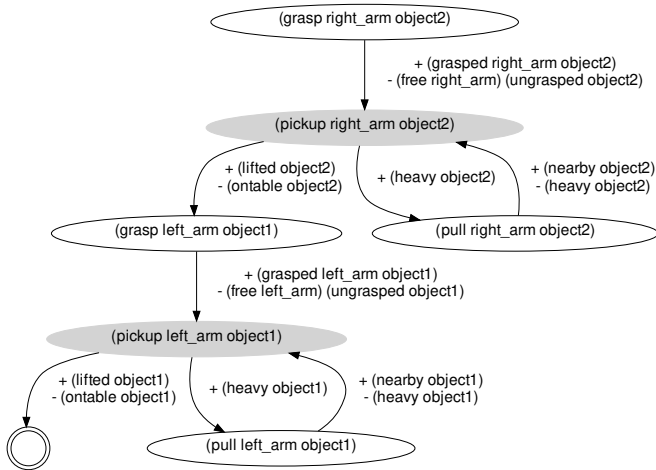 (grasp right_arm object2)
+ (grasped right_arm object2)
- (free right_arm) (ungrasped object2)
(pickup right_arm object2)
+ (lifted object2)
- (ontable object2)
+ (heavy object2)
+ (nearby object2)
- (heavy object2)
(grasp left_arm object1)
(pull right_arm object2)
+ (grasped left_arm object1)
- (free left_arm) (ungrasped object1)
(pickup left_arm object1)
+ (lifted object1)
- (ontable object1)
+ (heavy object1)
+ (nearby object1)
- (heavy object1)
(pull left_arm object1)